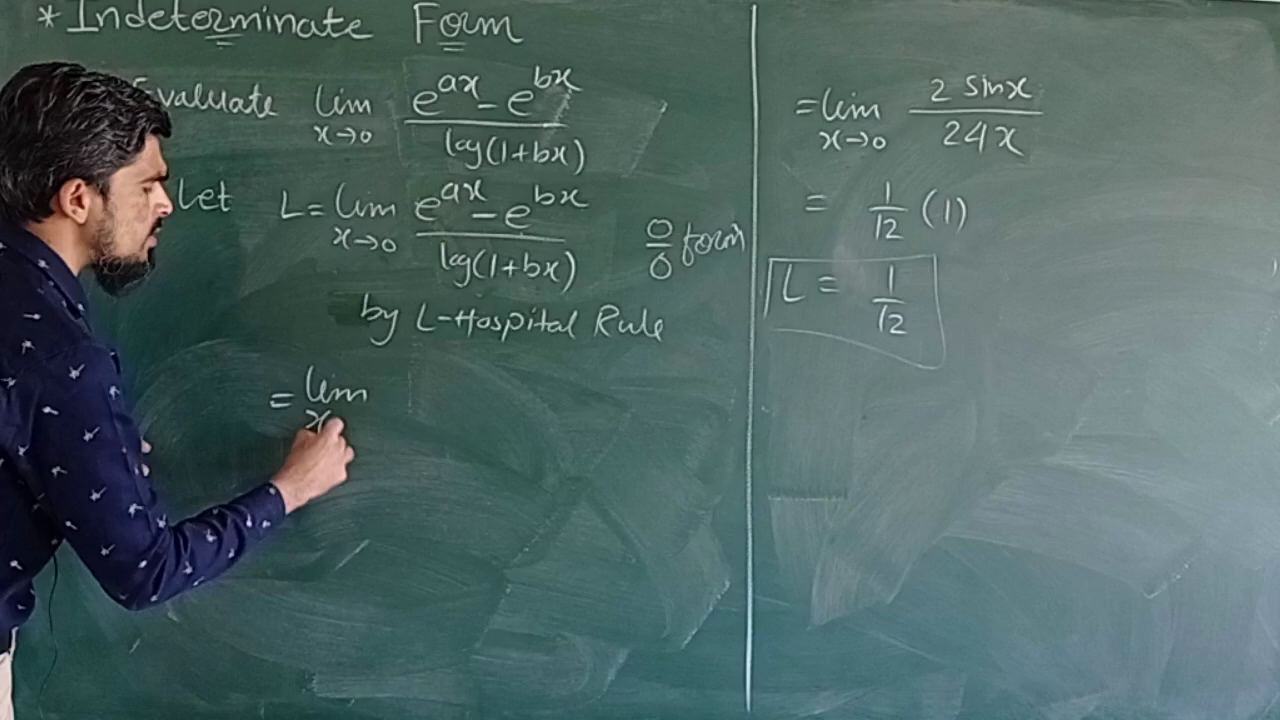 * Indeterminate Form
Evaluate lim x→0 (e^ax - e^bx) / log(1+bx)
Let L = lim x→0 (e^ax - e^bx) / log(1+bx) 0/0 form
by L-Hospital Rule
= lim x
= lim x→0 2 sinx / 24x
= 1/12 (1)
L = 1/12